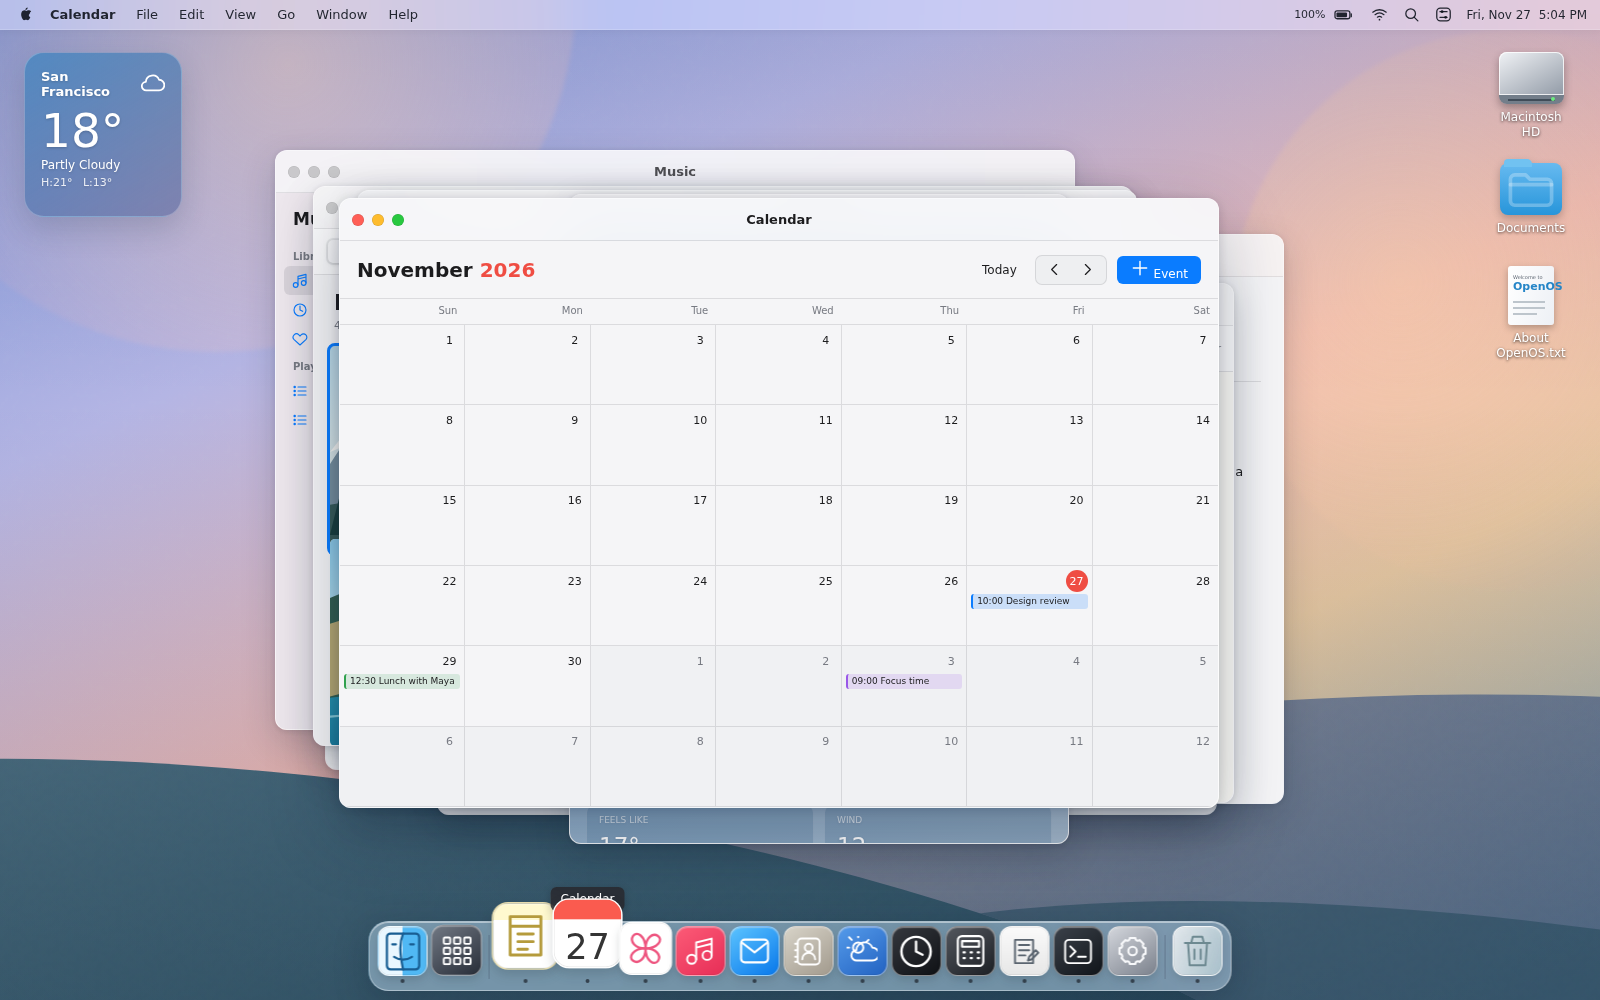 Calendar File Edit View Go Window Help
100% Fri, Nov 27 5:04 PM
San Francisco
18°
Partly Cloudy
H:21° L:13°
Macintosh HD
Documents
Welcome to
OpenOS
About OpenOS.txt
Music
Calendar
November 2026
Today
Event
Sun Mon Tue Wed Thu Fri Sat
1 2 3 4 5 6 7
8 9 10 11 12 13 14
15 16 17 18 19 20 21
22 23 24 25 26 27 28
10:00 Design review
29 30 1 2 3 4 5
12:30 Lunch with Maya
09:00 Focus time
6 7 8 9 10 11 12
FEELS LIKE WIND
17° 12
Calendar
27